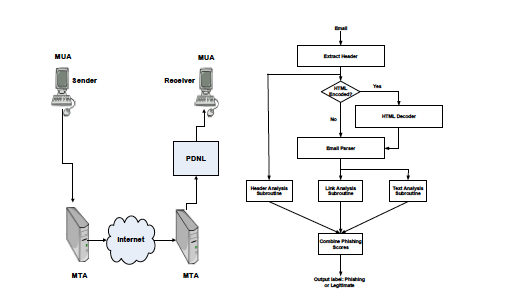 MUA
Sender
MUA
Receiver
PDNL
Internet
MTA
MTA
Email
Extract Header
HTML
Encoded?
Yes
No
HTML Decoder
Email Parser
Header Analysis
Subroutine
Link Analysis
Subroutine
Text Analysis
Subroutine
Combine Phishing
Scores
Output label: Phishing
or Legitimate